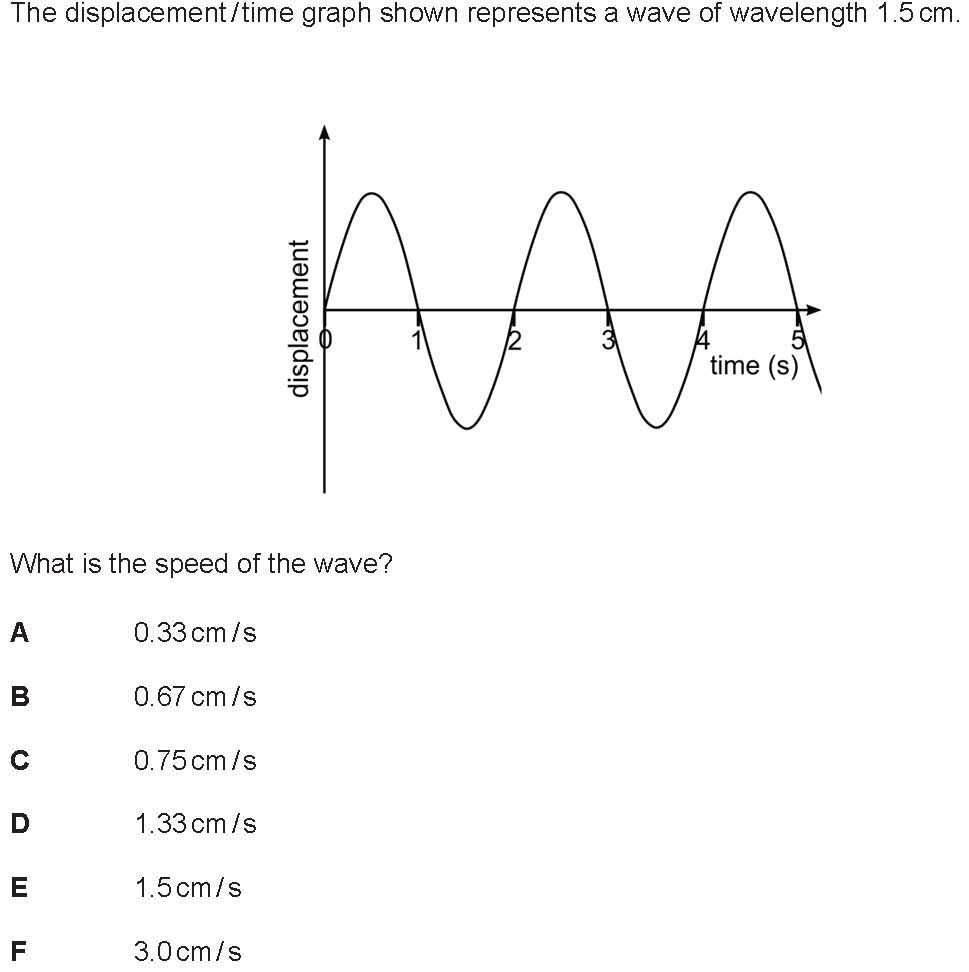 The displacement/time graph shown represents a wave of wavelength 1.5 cm.
displacement
0 1 2 3 4 5
time (s)
What is the speed of the wave?
A 0.33 cm/s
B 0.67 cm/s
C 0.75 cm/s
D 1.33 cm/s
E 1.5 cm/s
F 3.0 cm/s